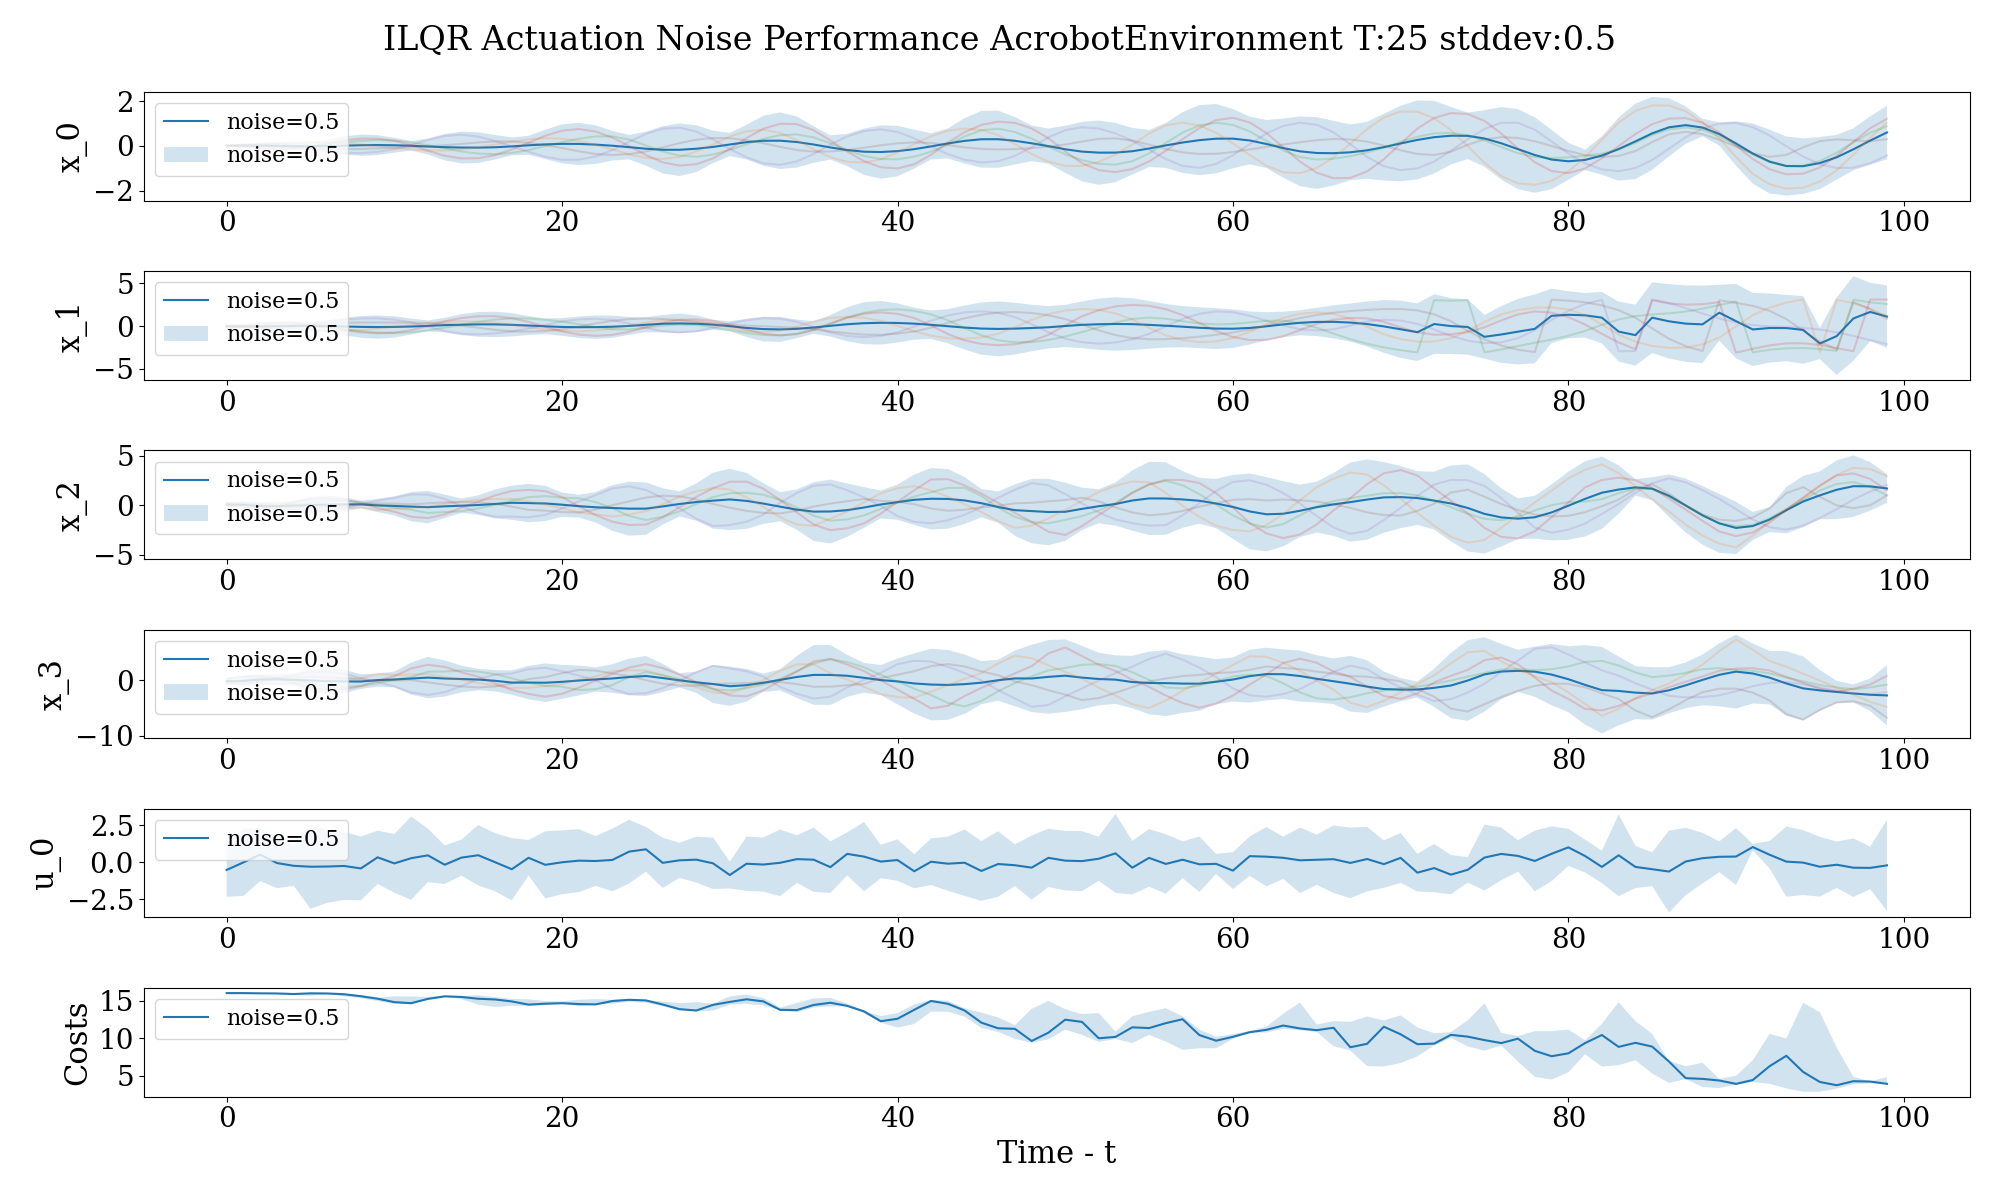 ILQR Actuation Noise Performance AcrobotEnvironment T:25 stddev:0.5
x_0
2
0
−2
noise=0.5
noise=0.5
0 20 40 60 80 100
x_1
5
0
−5
noise=0.5
noise=0.5
0 20 40 60 80 100
x_2
5
0
−5
noise=0.5
noise=0.5
0 20 40 60 80 100
x_3
0
−10
noise=0.5
noise=0.5
0 20 40 60 80 100
u_0
2.5
0.0
−2.5
noise=0.5
0 20 40 60 80 100
Costs
15
10
5
noise=0.5
0 20 40 60 80 100
Time - t